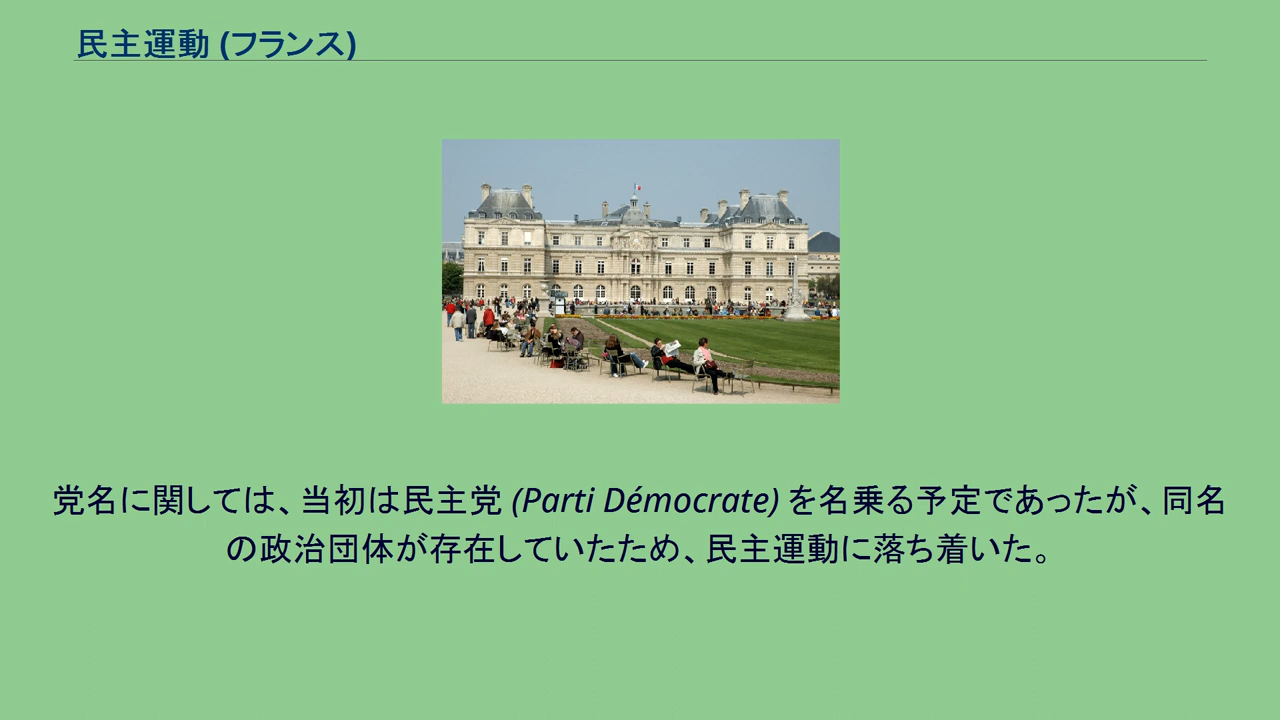 民主運動 (フランス)
党名に関しては、当初は民主党 (Parti Démocrate) を名乗る予定であったが、同名
の政治団体が存在していたため、民主運動に落ち着いた。